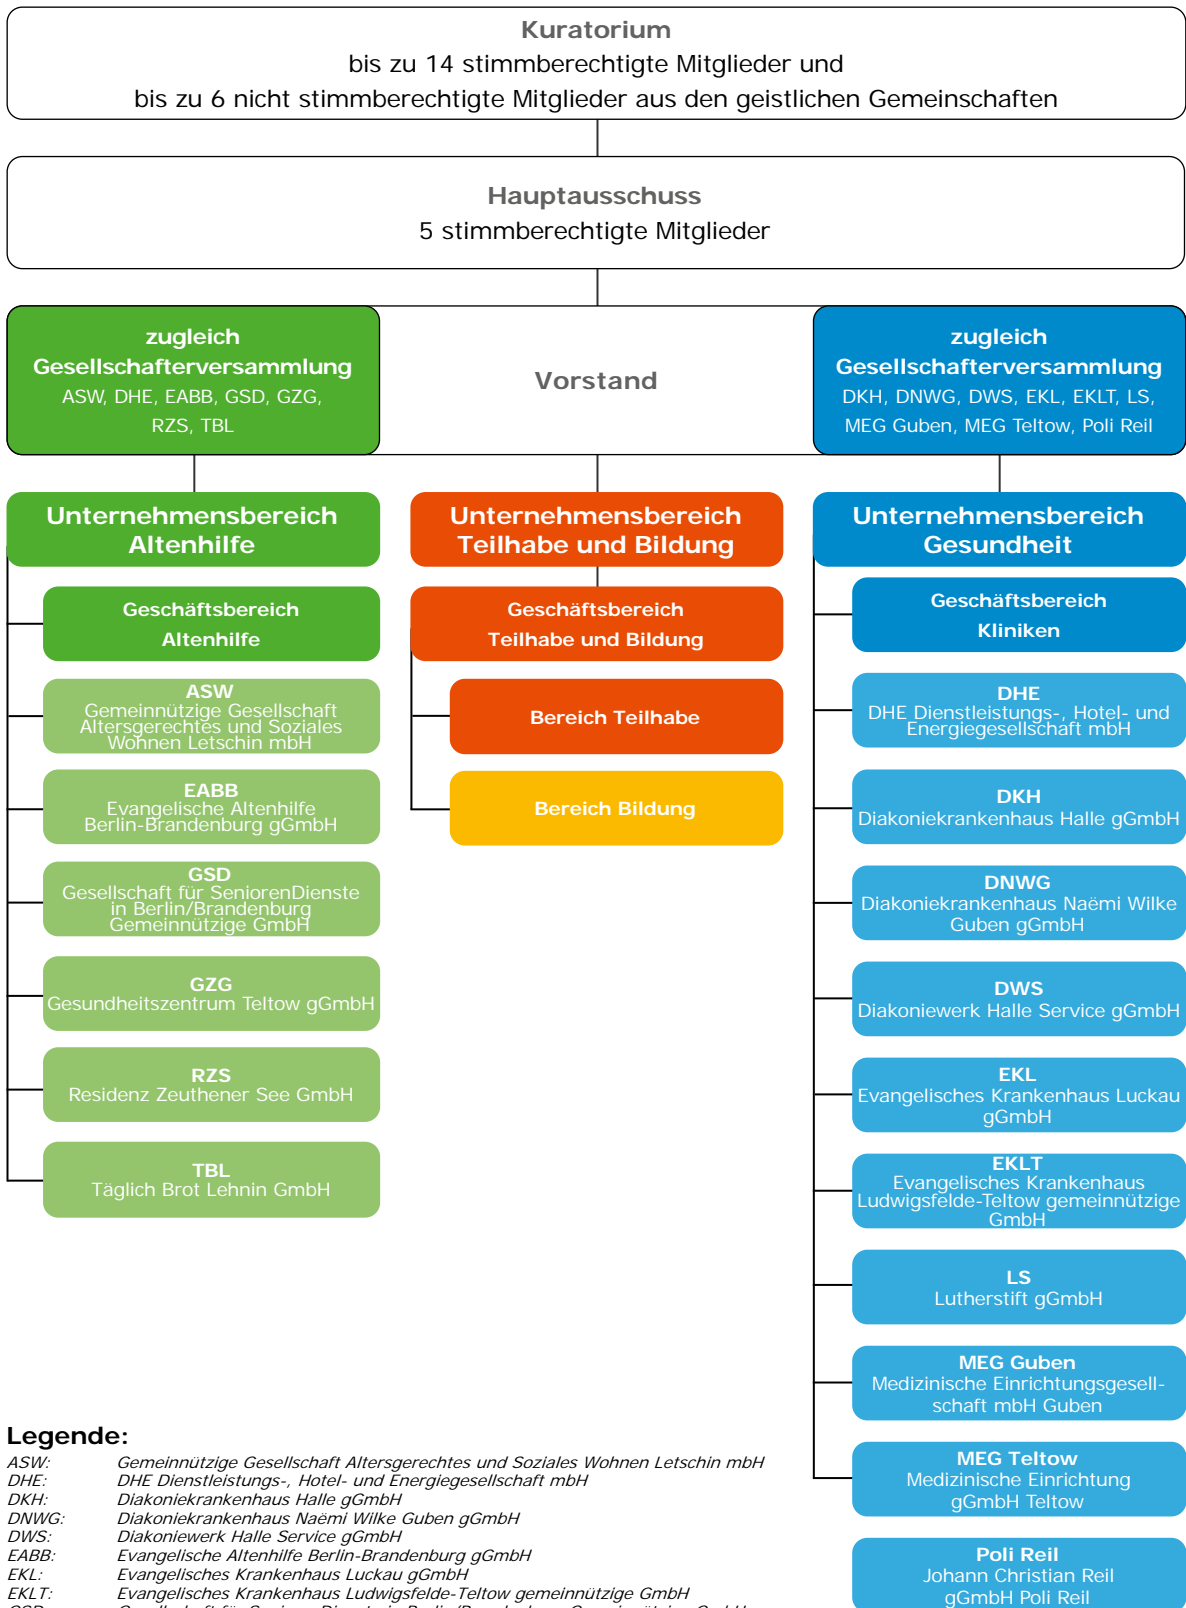 Kuratorium
bis zu 14 stimmberechtigte Mitglieder und
bis zu 6 nicht stimmberechtigte Mitglieder aus den geistlichen Gemeinschaften
Hauptausschuss
5 stimmberechtigte Mitglieder
zugleich
Gesellschafterversammlung
ASW, DHE, EABB, GSD, GZG,
RZS, TBL
Vorstand
zugleich
Gesellschafterversammlung
DKH, DNWG, DWS, EKL, EKLT, LS,
MEG Guben, MEG Teltow, Poli Reil
Unternehmensbereich
Altenhilfe
Geschäftsbereich
Altenhilfe
ASW
Gemeinnützige Gesellschaft
Altersgerechtes und Soziales
Wohnen Letschin mbH
EABB
Evangelische Altenhilfe
Berlin-Brandenburg gGmbH
GSD
Gesellschaft für SeniorenDienste
in Berlin/Brandenburg
Gemeinnützige GmbH
GZG
Gesundheitszentrum Teltow gGmbH
RZS
Residenz Zeuthener See GmbH
TBL
Täglich Brot Lehnin GmbH
Unternehmensbereich
Teilhabe und Bildung
Geschäftsbereich
Teilhabe und Bildung
Bereich Teilhabe
Bereich Bildung
Unternehmensbereich
Gesundheit
Geschäftsbereich
Kliniken
DHE
DHE Dienstleistungs-, Hotel- und
Energiegesellschaft mbH
DKH
Diakoniekrankenhaus Halle gGmbH
DNWG
Diakoniekrankenhaus Naëmi Wilke
Guben gGmbH
DWS
Diakoniewerk Halle Service gGmbH
EKL
Evangelisches Krankenhaus Luckau
gGmbH
EKLT
Evangelisches Krankenhaus
Ludwigsfelde-Teltow gemeinnützige
GmbH
LS
Lutherstift gGmbH
MEG Guben
Medizinische Einrichtungsgesell-
schaft mbH Guben
MEG Teltow
Medizinische Einrichtung
gGmbH Teltow
Poli Reil
Johann Christian Reil
gGmbH Poli Reil
Legende:
ASW: Gemeinnützige Gesellschaft Altersgerechtes und Soziales Wohnen Letschin mbH
DHE: DHE Dienstleistungs-, Hotel- und Energiegesellschaft mbH
DKH: Diakoniekrankenhaus Halle gGmbH
DNWG: Diakoniekrankenhaus Naëmi Wilke Guben gGmbH
DWS: Diakoniewerk Halle Service gGmbH
EABB: Evangelische Altenhilfe Berlin-Brandenburg gGmbH
EKL: Evangelisches Krankenhaus Luckau gGmbH
EKLT: Evangelisches Krankenhaus Ludwigsfelde-Teltow gemeinnützige GmbH